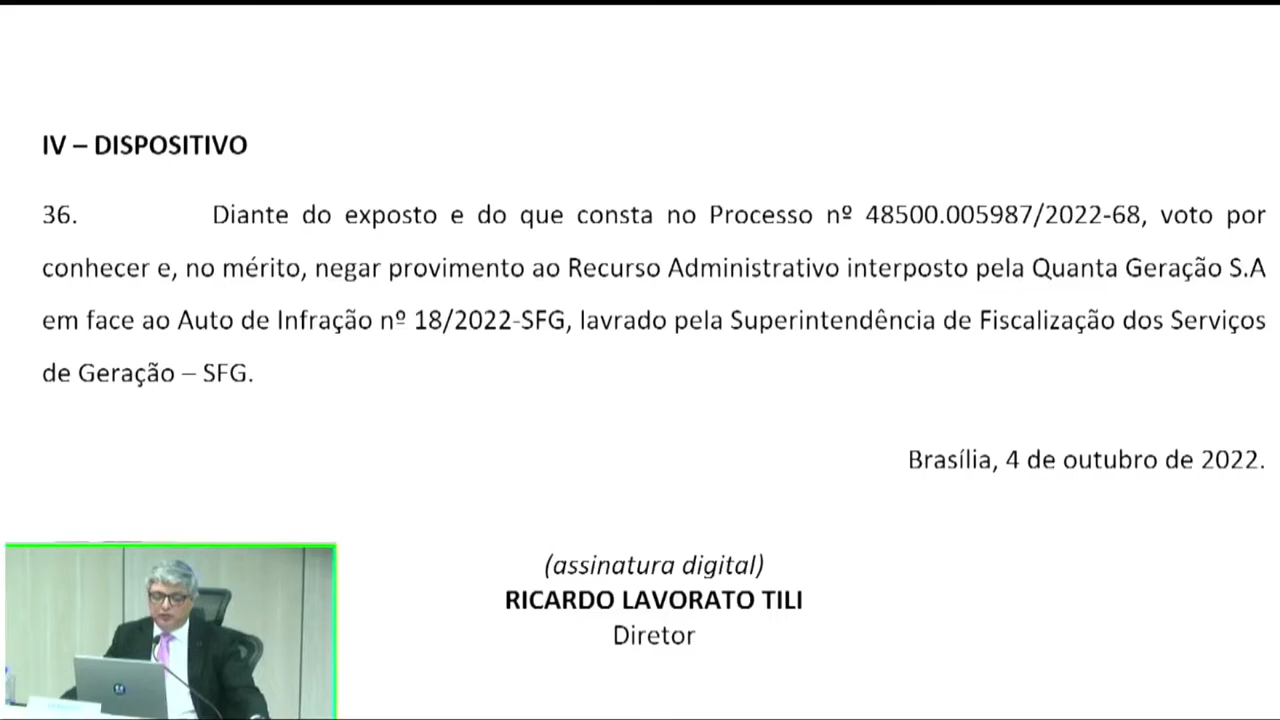 IV – DISPOSITIVO
36. Diante do exposto e do que consta no Processo nº 48500.005987/2022-68, voto por
conhecer e, no mérito, negar provimento ao Recurso Administrativo interposto pela Quanta Geração S.A
em face ao Auto de Infração nº 18/2022-SFG, lavrado pela Superintendência de Fiscalização dos Serviços
de Geração – SFG.
Brasília, 4 de outubro de 2022.
(assinatura digital)
RICARDO LAVORATO TILI
Diretor